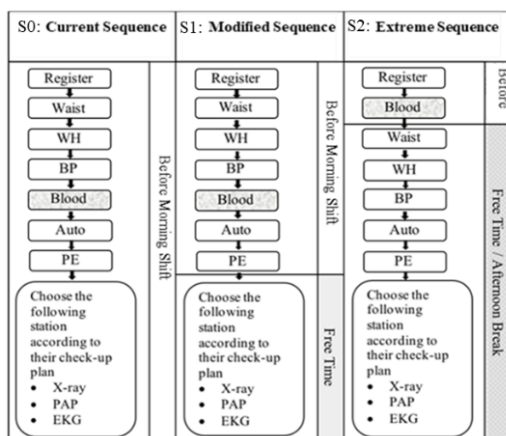 S0: Current Sequence
Register
Waist
WH
BP
Blood
Auto
PE
Choose the
following
station
according to
their check-up
plan
• X-ray
• PAP
• EKG
Before Morning Shift
S1: Modified Sequence
Register
Waist
WH
BP
Blood
Auto
PE
Choose the
following
station
according to
their check-up
plan
• X-ray
• PAP
• EKG
Before Morning Shift
Free Time
S2: Extreme Sequence
Register
Blood
Waist
WH
BP
Auto
PE
Choose the
following
station
according to
their check-up
plan
• X-ray
• PAP
• EKG
Before
Free Time / Afternoon Break